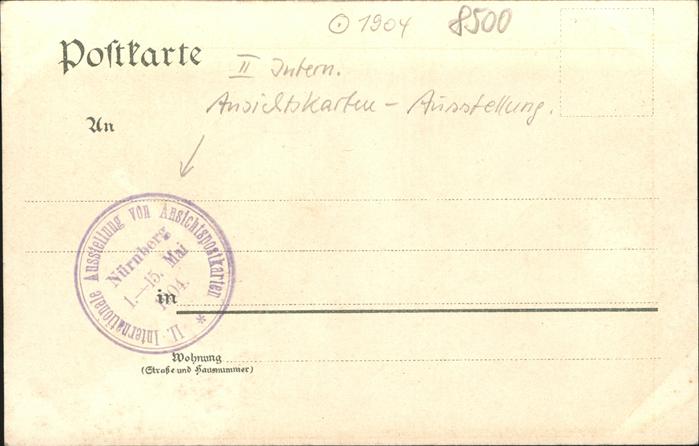 ⊙ 1904 8500
Postkarte
II Intern.
Ansichtskarten - Ausstellung.
An
II. Internationale Ausstellung von Ansichtspostkarten *
Nürnberg
1.—15. Mai
1904.
in
Wohnung
(Straße und Hausnummer)